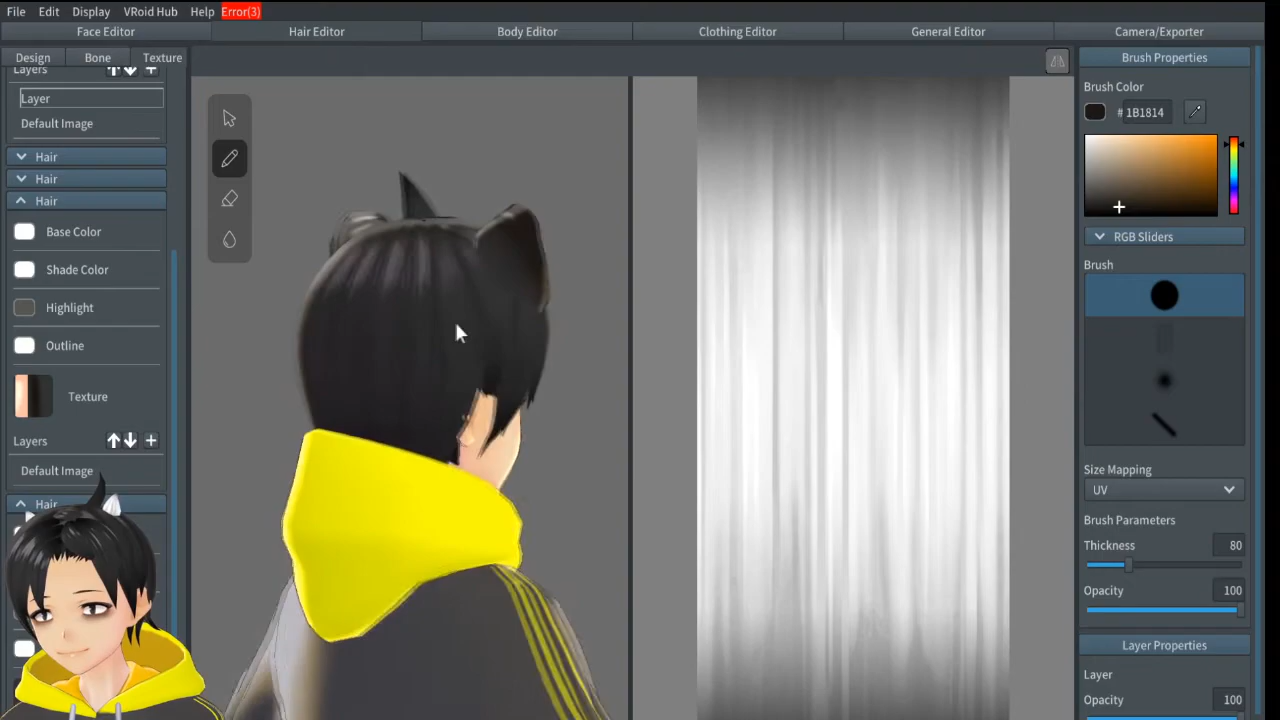 File Edit Display VRoid Hub Help Error(3)
Face Editor Hair Editor Body Editor Clothing Editor General Editor Camera/Exporter
Design Bone Texture
Layers
Layer
Default Image
Hair
Hair
Hair
Base Color
Shade Color
Highlight
Outline
Texture
Layers
Default Image
Hair
Brush Properties
Brush Color
# 1B1814
RGB Sliders
Brush
Size Mapping
UV
Brush Parameters
Thickness 80
Opacity 100
Layer Properties
Layer
Opacity 100